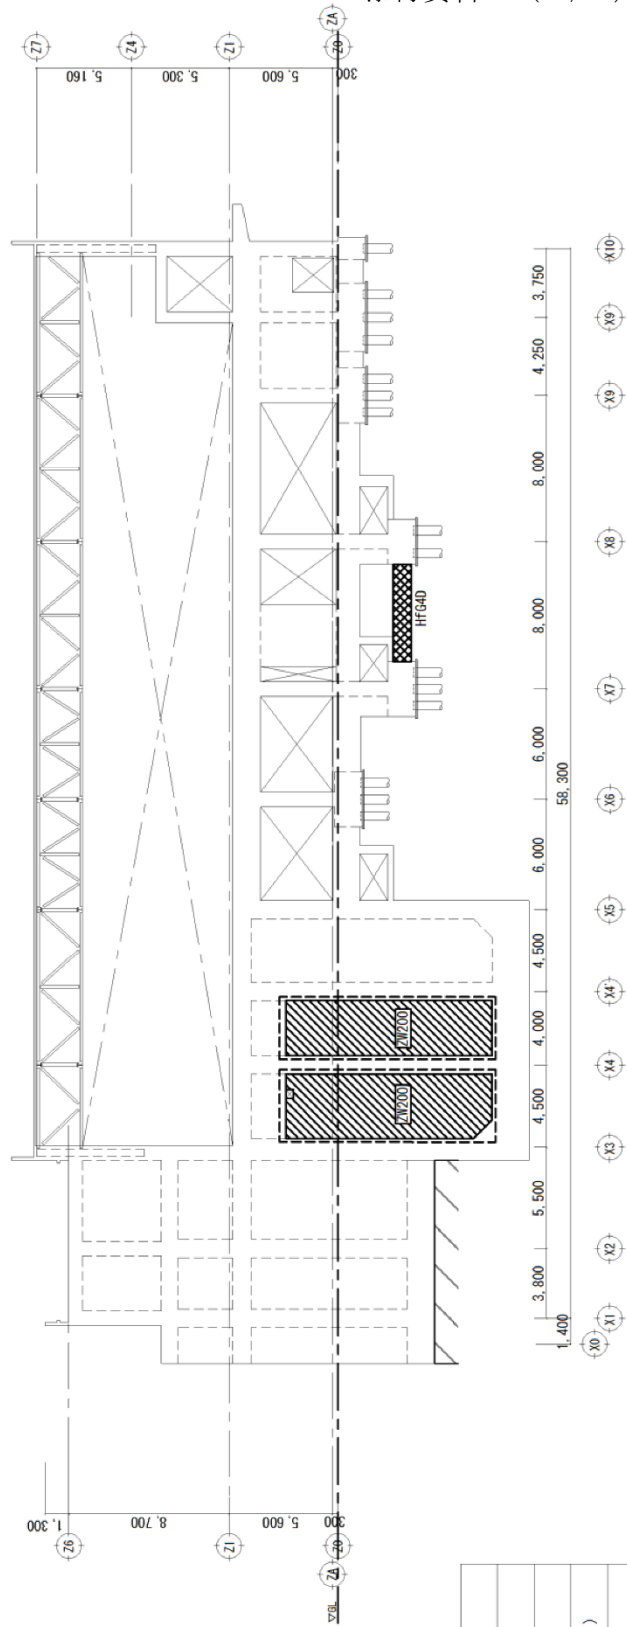 ZA
Z7
Z4
Z1
Z0
5,160
5,300
5,600
300
X10
3,750
X9'
4,250
X9
8,000
X8
8,000
HfG4D
X7
6,000
58,300
X6
6,000
X5
4,500
X4'
4,000
ZW200
X4
4,500
ZW200
X3
5,500
X2
3,800
X1
1,400
X0
1,300
8,700
5,600
300
Z6
Z1
Z0
ZA
▽GL
)